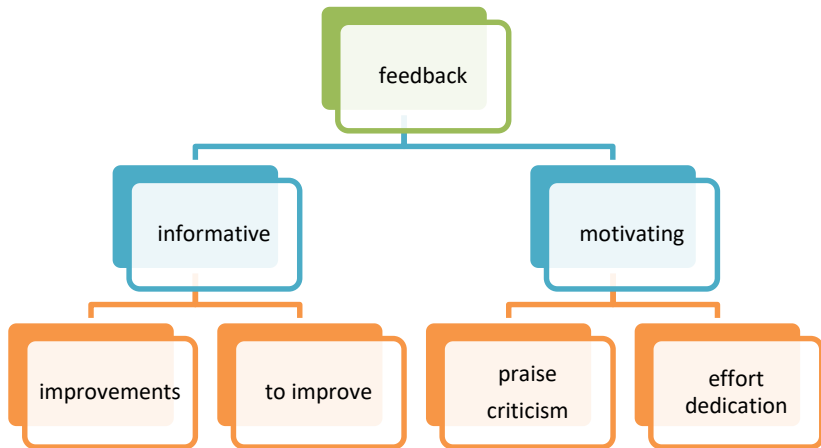 feedback
informative
motivating
improvements
to improve
praise
criticism
effort
dedication